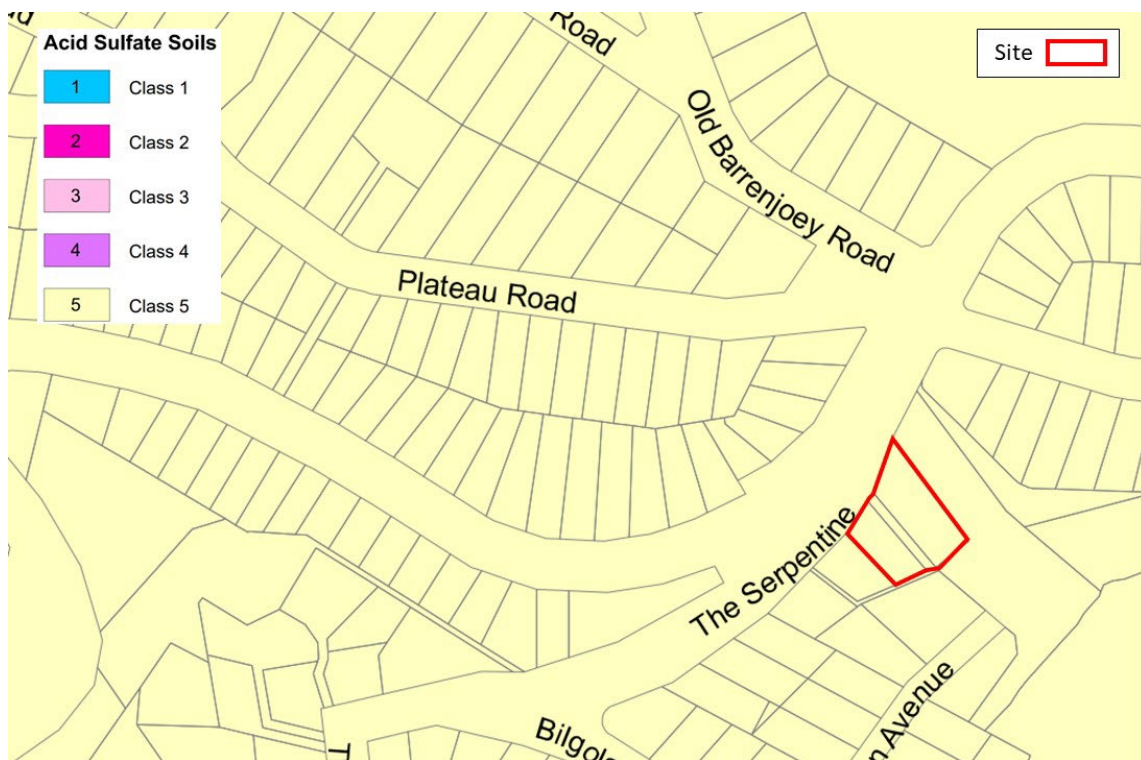 Road
Acid Sulfate Soils
1 Class 1
2 Class 2
3 Class 3
4 Class 4
5 Class 5
Site
Old Barrenjoey Road
Plateau Road
The Serpentine
Avenue